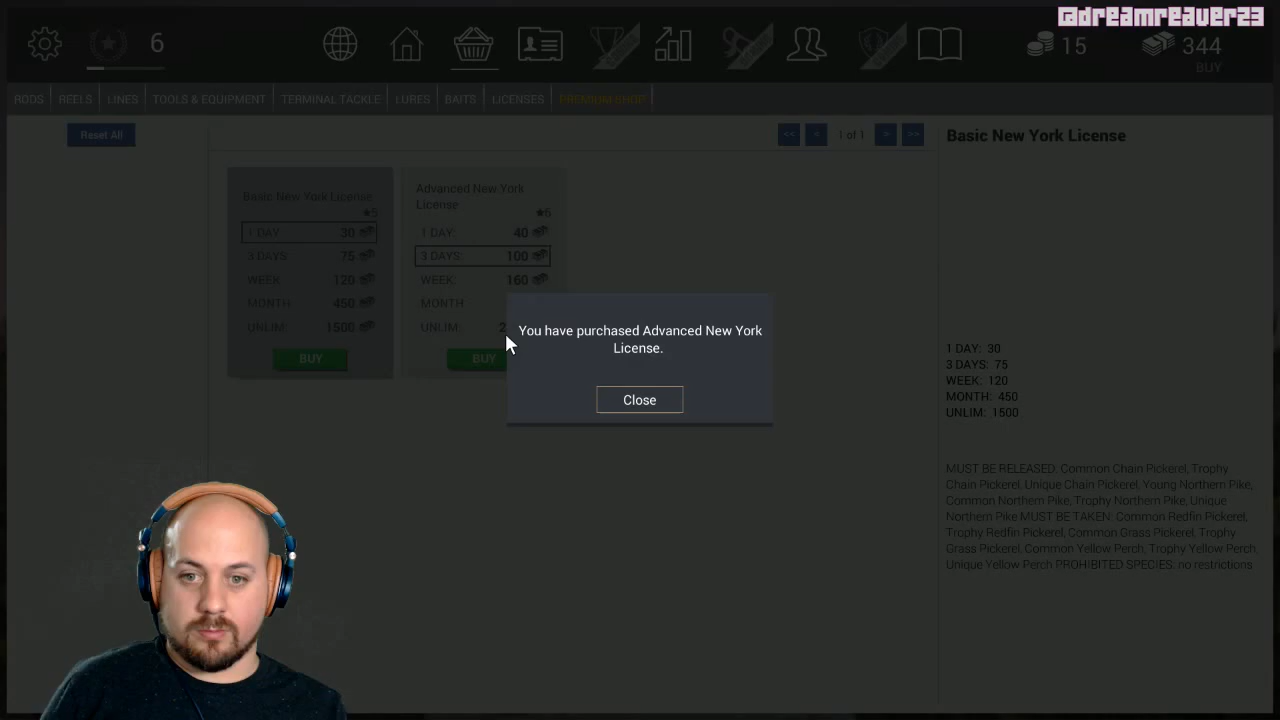 @dreamreaver23
6
15
344
BUY
RODS
REELS
LINES
TOOLS & EQUIPMENT
TERMINAL TACKLE
LURES
BAITS
LICENSES
PREMIUM SHOP
Reset All
<<
<
1 of 1
>
>>
Basic New York License
★5
1 DAY: 30
3 DAYS: 75
WEEK: 120
MONTH: 450
UNLIM: 1500
BUY
Advanced New York
License
★6
1 DAY: 40
3 DAYS: 100
WEEK: 160
MONTH
UNLIM: 2
BUY
You have purchased Advanced New York
License.
Close
Basic New York License
1 DAY: 30
3 DAYS: 75
WEEK: 120
MONTH: 450
UNLIM: 1500
MUST BE RELEASED: Common Chain Pickerel, Trophy
Chain Pickerel, Unique Chain Pickerel, Young Northern Pike,
Common Northern Pike, Trophy Northern Pike, Unique
Northern Pike MUST BE TAKEN: Common Redfin Pickerel,
Trophy Redfin Pickerel, Common Grass Pickerel, Trophy
Grass Pickerel, Common Yellow Perch, Trophy Yellow Perch,
Unique Yellow Perch PROHIBITED SPECIES: no restrictions